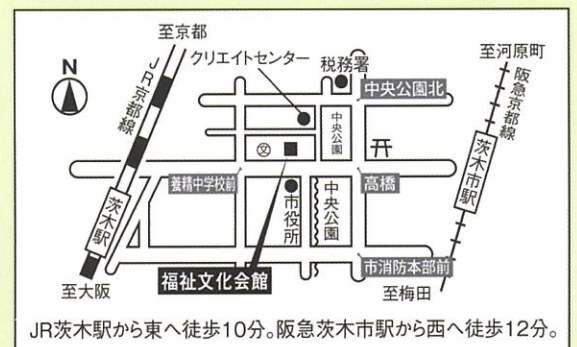 至京都
クリエイトセンター
税務署
至河原町
N
JR京都線
中央公園北
阪急京都線
中央公園
文
茨木駅
養精中学校前
高橋
茨木市駅
市役所
中央公園
福祉文化会館
市消防本部前
至大阪
至梅田
JR茨木駅から東へ徒歩10分。阪急茨木市駅から西へ徒歩12分。